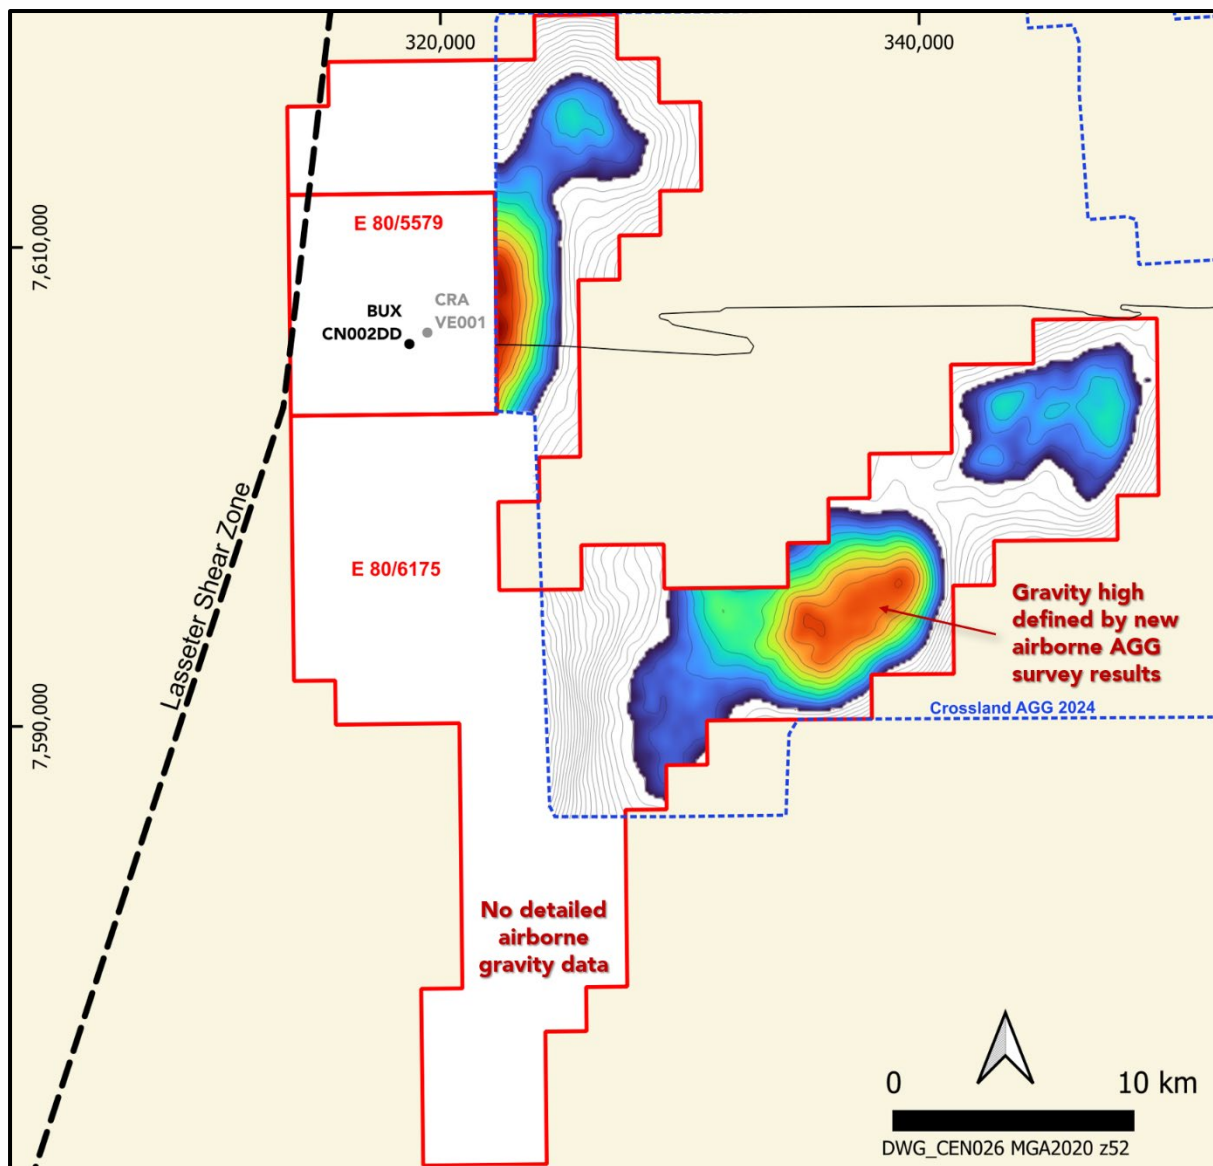 320,000
340,000
7,610,000
7,590,000
E 80/5579
BUX
CN002DD
CRA
VE001
Lasseter Shear Zone
E 80/6175
Gravity high
defined by new
airborne AGG
survey results
Crossland AGG 2024
No detailed
airborne
gravity data
0
10 km
DWG_CEN026 MGA2020 z52